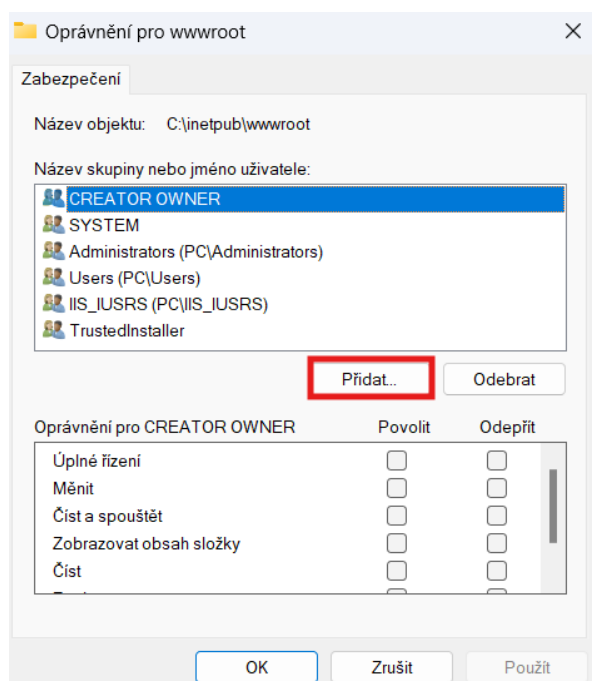 Oprávnění pro wwwroot
Zabezpečení
Název objektu: C:\inetpub\wwwroot
Název skupiny nebo jméno uživatele:
CREATOR OWNER
SYSTEM
Administrators (PC\Administrators)
Users (PC\Users)
IIS_IUSRS (PC\IIS_IUSRS)
TrustedInstaller
Přidat... Odebrat
Oprávnění pro CREATOR OWNER Povolit Odepřít
Úplné řízení
Měnit
Číst a spouštět
Zobrazovat obsah složky
Číst
OK Zrušit Použít